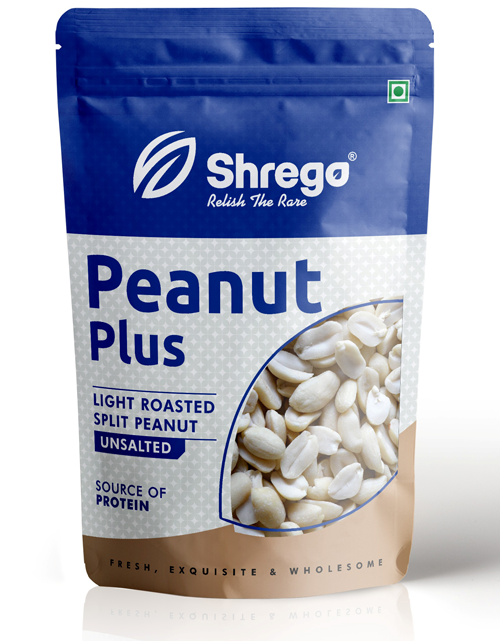 Shrego®
Relish The Rare
Peanut
Plus
LIGHT ROASTED
SPLIT PEANUT
UNSALTED
SOURCE OF
PROTEIN
FRESH, EXQUISITE & WHOLESOME